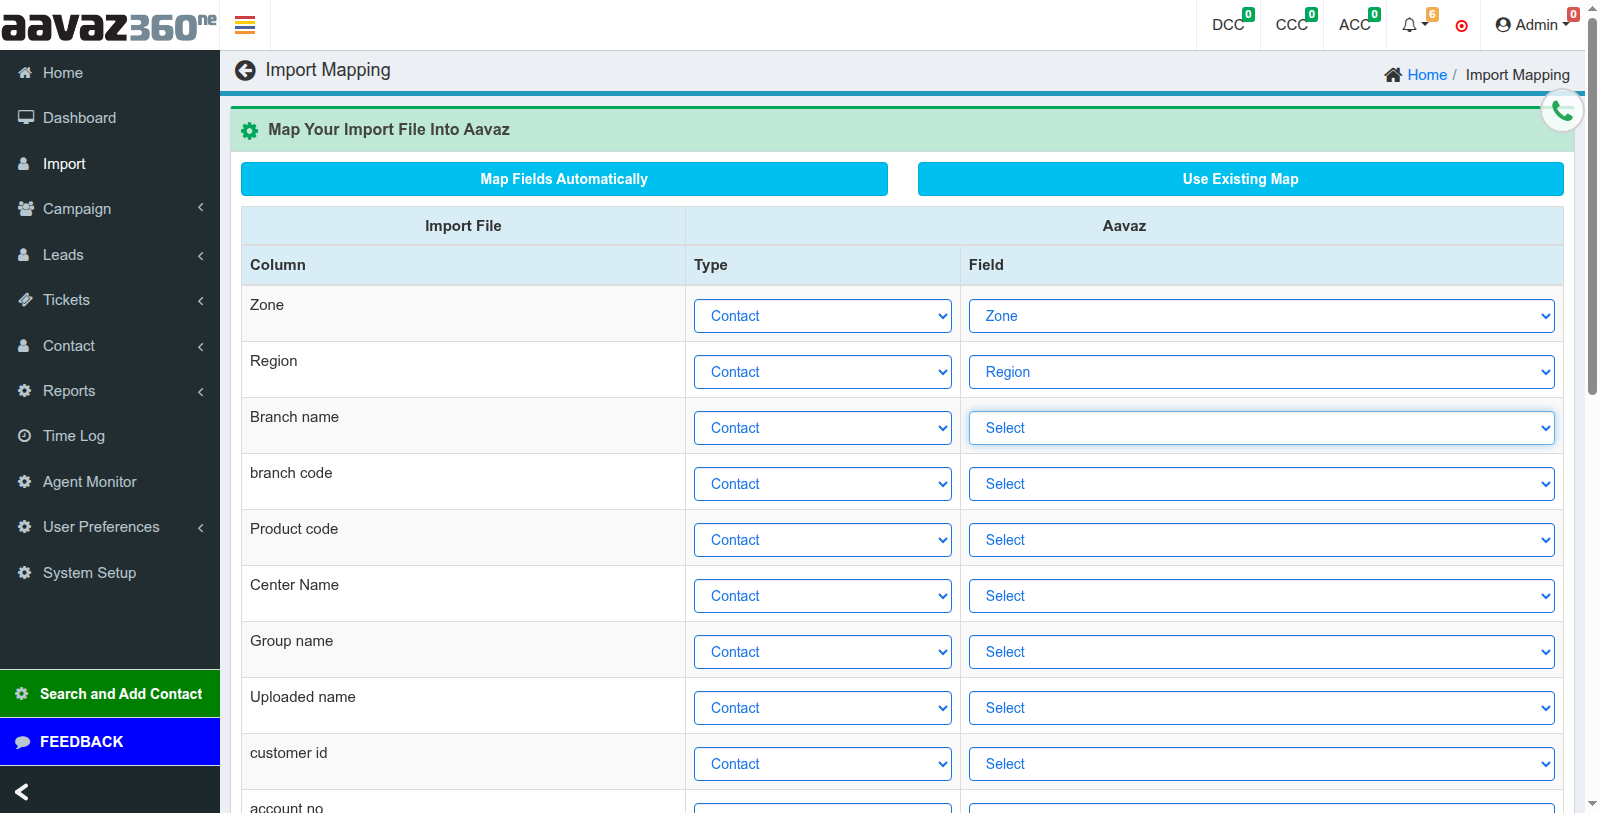 aavaz360ne
DCC 0
CCC 0
ACC 0
6
Admin 0
Home
Dashboard
Import
Campaign
Leads
Tickets
Contact
Reports
Time Log
Agent Monitor
User Preferences
System Setup
Search and Add Contact
FEEDBACK
Import Mapping
Home / Import Mapping
Map Your Import File Into Aavaz
Map Fields Automatically
Use Existing Map
Import File Aavaz
Column Type Field
Zone Contact Zone
Region Contact Region
Branch name Contact Select
branch code Contact Select
Product code Contact Select
Center Name Contact Select
Group name Contact Select
Uploaded name Contact Select
customer id Contact Select
account no